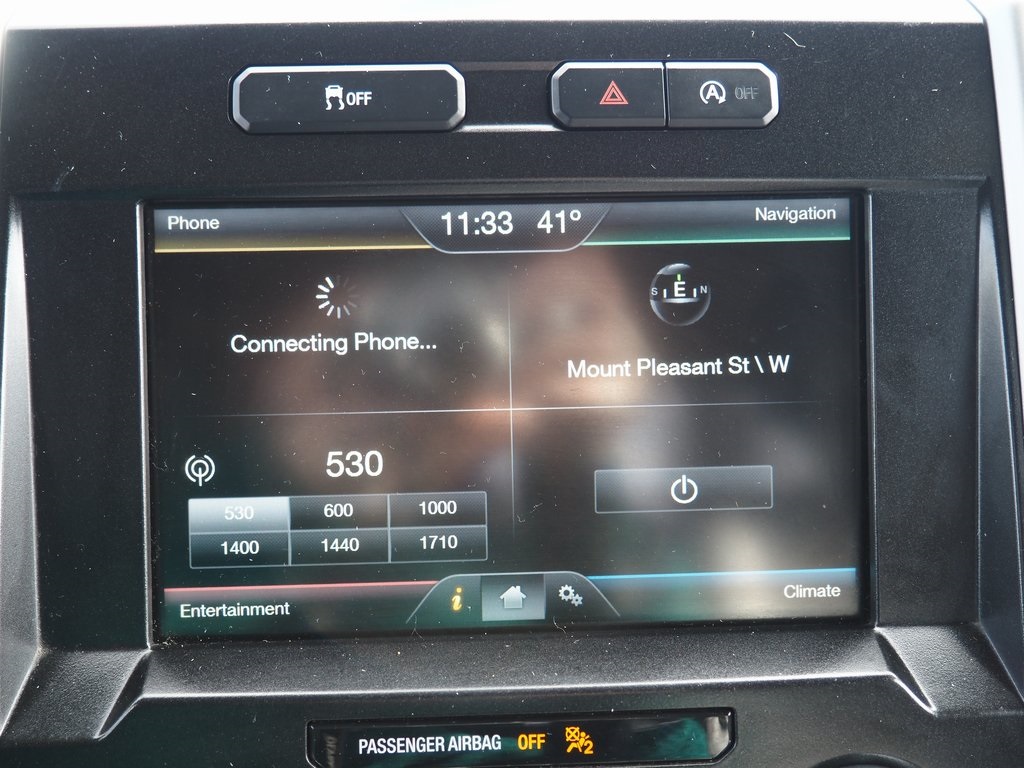 OFF
A OFF
Phone 11:33 41° Navigation
S E N
Connecting Phone...
Mount Pleasant St \ W
530
530 600 1000
1400 1440 1710
Entertainment i Climate
PASSENGER AIRBAG OFF 2